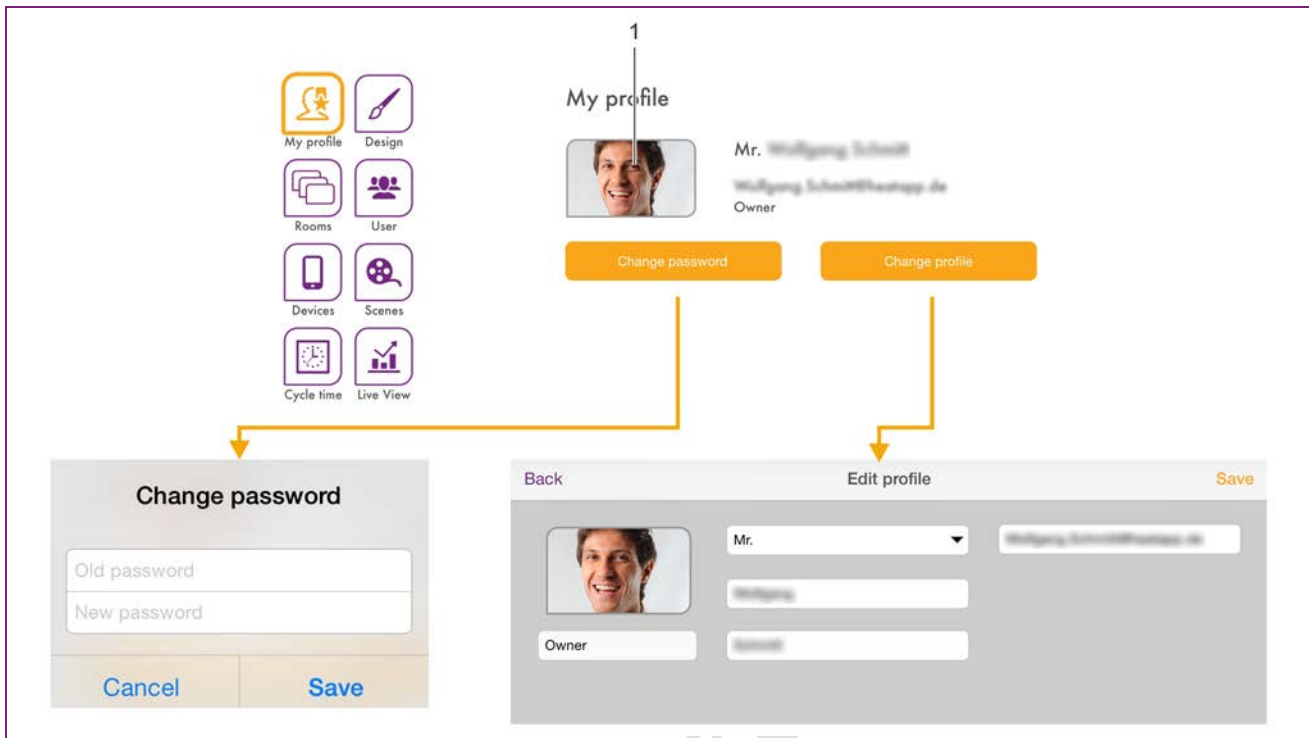 1
My profile
Design
Rooms
User
Devices
Scenes
Cycle time
Live View
My profile
Mr.
Owner
Change password
Change profile
Change password
Old password
New password
Cancel
Save
Back
Edit profile
Save
Mr.
Owner